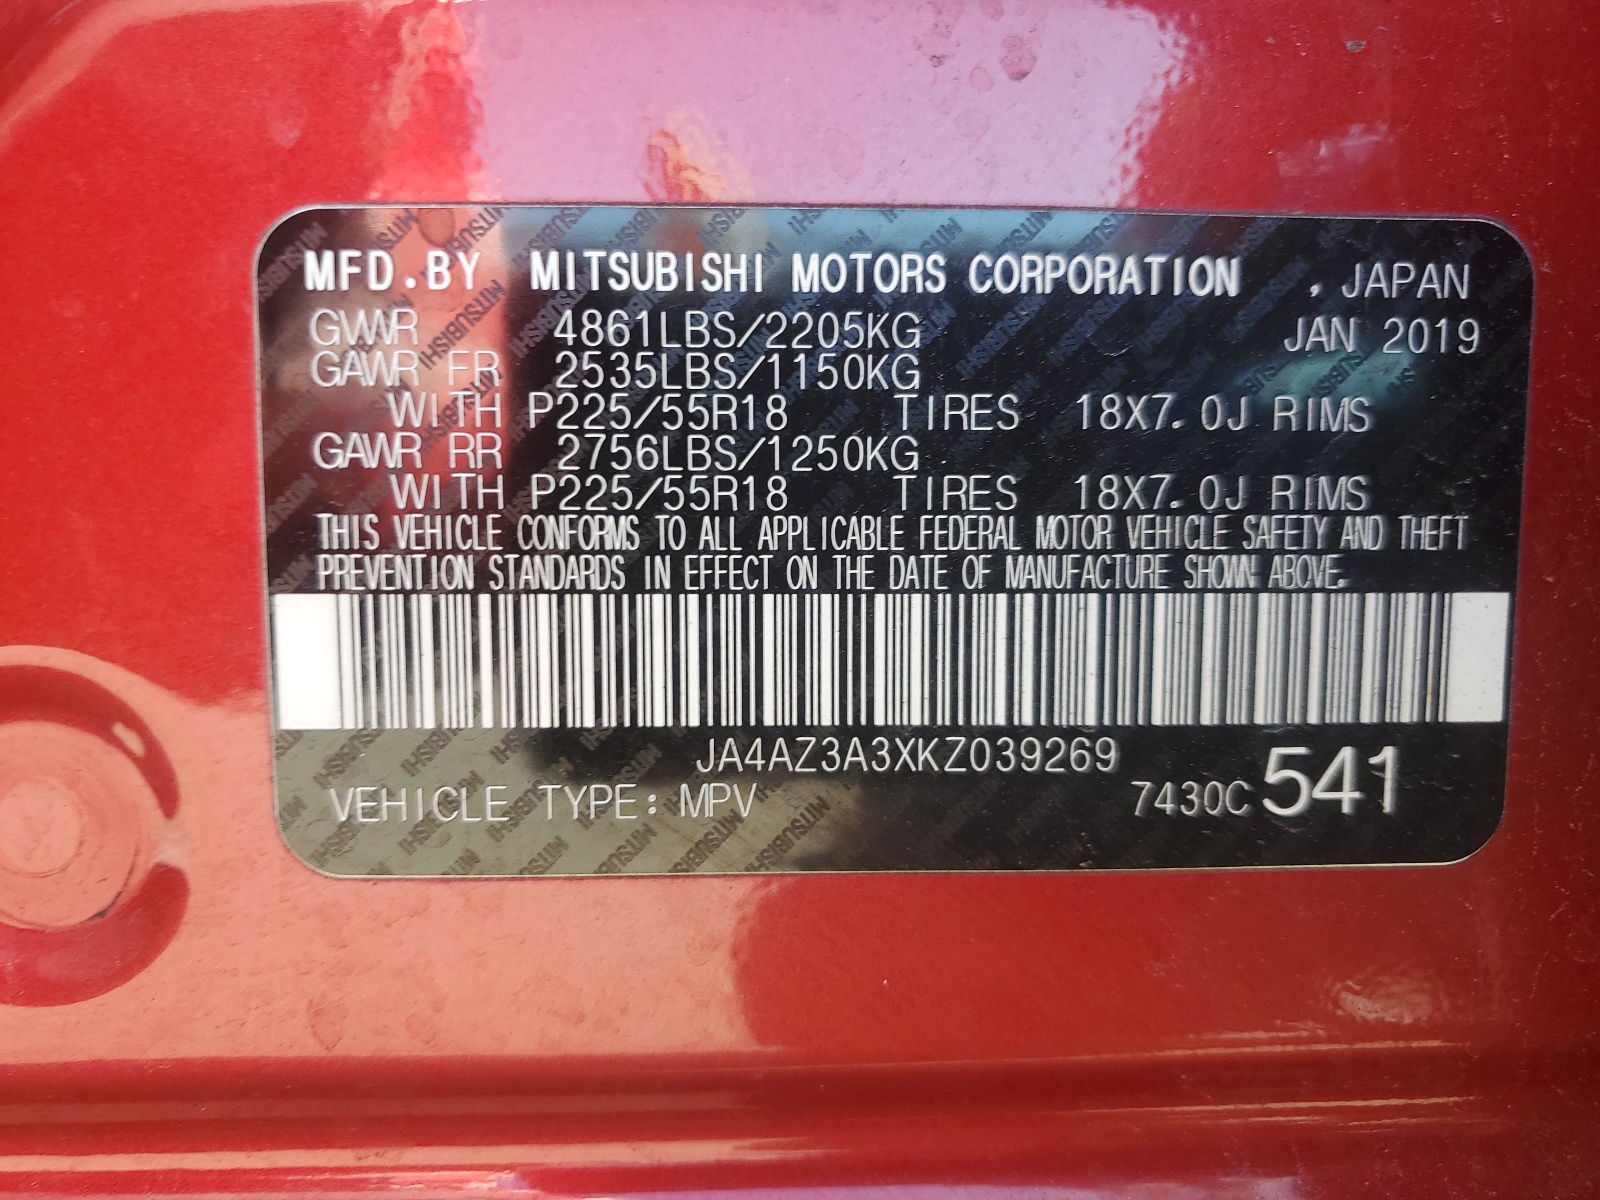 MFD.BY MITSUBISHI MOTORS CORPORATION , JAPAN
GVWR 4861LBS/2205KG JAN 2019
GAWR FR 2535LBS/1150KG
WITH P225/55R18 TIRES 18X7.0J RIMS
GAWR RR 2756LBS/1250KG
WITH P225/55R18 TIRES 18X7.0J RIMS
THIS VEHICLE CONFORMS TO ALL APPLICABLE FEDERAL MOTOR VEHICLE SAFETY AND THEFT
PREVENTION STANDARDS IN EFFECT ON THE DATE OF MANUFACTURE SHOWN ABOVE.
JA4AZ3A3XKZ039269
VEHICLE TYPE: MPV 7430C 541